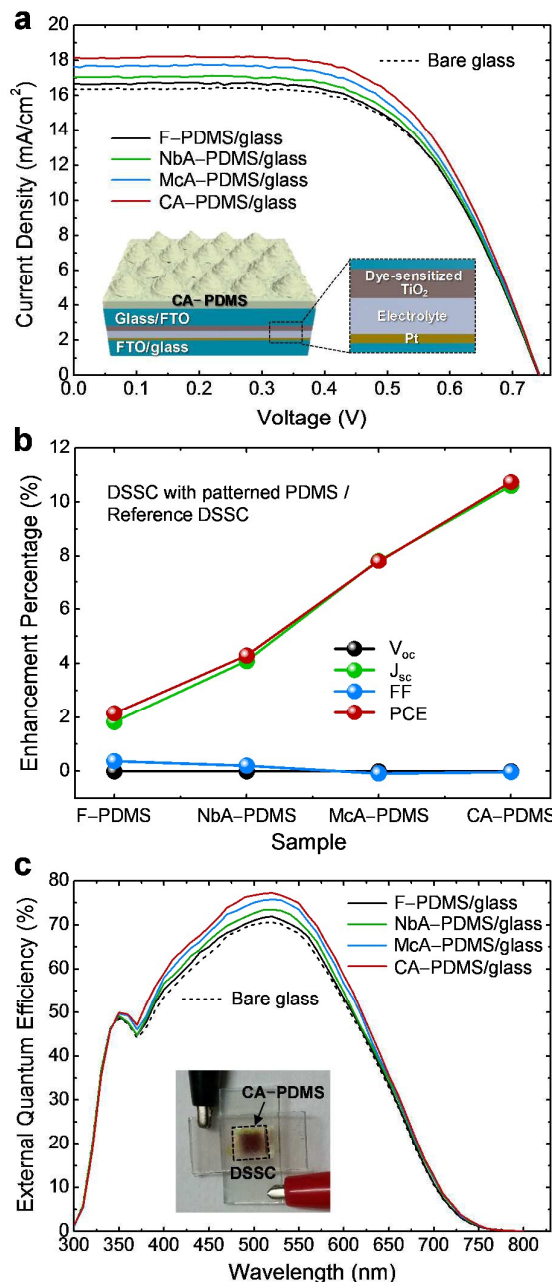 a
Current Density (mA/cm²)
20
18
16
14
12
10
8
6
4
2
0
Bare glass
F–PDMS/glass
NbA–PDMS/glass
McA–PDMS/glass
CA–PDMS/glass
CA–PDMS
Glass/FTO
FTO/glass
Dye-sensitized
TiO₂
Electrolyte
Pt
0.0 0.1 0.2 0.3 0.4 0.5 0.6 0.7
Voltage (V)
b
Enhancement Percentage (%)
12
10
8
6
4
2
0
DSSC with patterned PDMS /
Reference DSSC
Voc
Jsc
FF
PCE
F–PDMS NbA–PDMS McA–PDMS CA–PDMS
Sample
c
External Quantum Efficiency (%)
80
70
60
50
40
30
20
10
0
F–PDMS/glass
NbA–PDMS/glass
McA–PDMS/glass
CA–PDMS/glass
Bare glass
CA–PDMS
DSSC
300 350 400 450 500 550 600 650 700 750 800
Wavelength (nm)